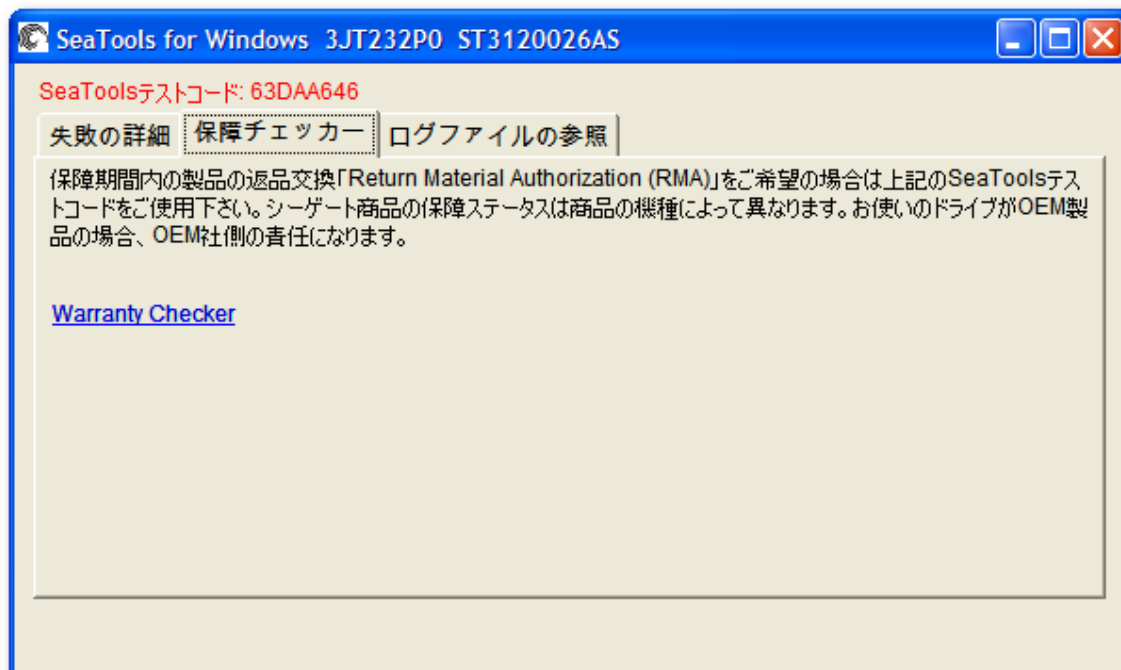 SeaTools for Windows 3JT232P0 ST3120026AS
SeaToolsテストコード: 63DAA646
失敗の詳細 保障チェッカー ログファイルの参照
保障期間内の製品の返品交換「Return Material Authorization (RMA)」をご希望の場合は上記のSeaToolsテス
トコードをご使用下さい。シーゲート商品の保障ステータスは商品の機種によって異なります。お使いのドライブがOEM製
品の場合、OEM社側の責任になります。
Warranty Checker